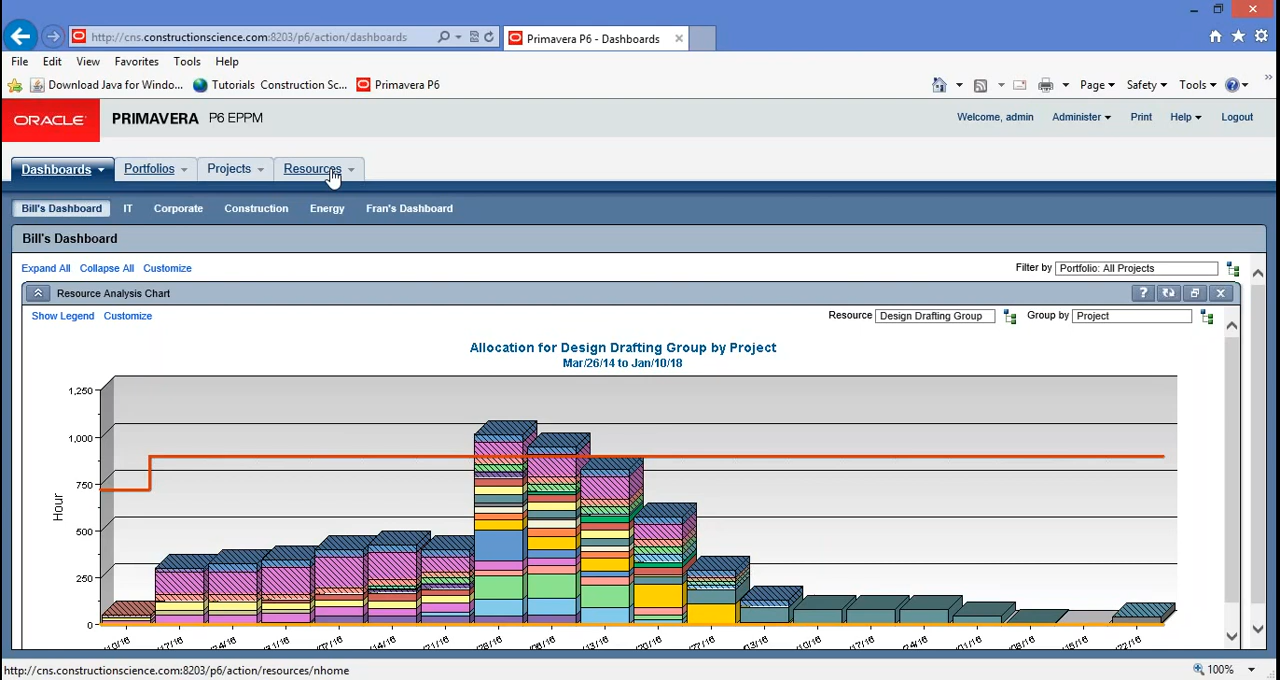 http://cns.constructionscience.com:8203/p6/action/dashboards
Primavera P6 - Dashboards
File Edit View Favorites Tools Help
Download Java for Windo... Tutorials Construction Sc... Primavera P6
Page Safety Tools
ORACLE PRIMAVERA P6 EPPM
Welcome, admin Administer Print Help Logout
Dashboards Portfolios Projects Resources
Bill's Dashboard IT Corporate Construction Energy Fran's Dashboard
Bill's Dashboard
Expand All Collapse All Customize
Filter by Portfolio: All Projects
Resource Analysis Chart
Show Legend Customize
Resource Design Drafting Group Group by Project
Allocation for Design Drafting Group by Project
Mar/26/14 to Jan/10/18
1,250
1,000
750
500
250
0
Hour
http://cns.constructionscience.com:8203/p6/action/resources/nhome
100%